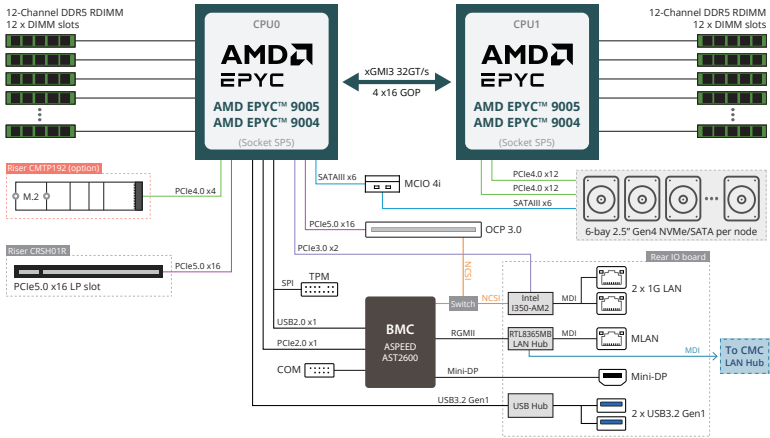 12-Channel DDR5 RDIMM
12 x DIMM slots
CPU0
AMD
EPYC
AMD EPYC™ 9005
AMD EPYC™ 9004
(Socket SP5)
xGMI3 32GT/s
4 x16 GOP
CPU1
AMD
EPYC
AMD EPYC™ 9005
AMD EPYC™ 9004
(Socket SP5)
12-Channel DDR5 RDIMM
12 x DIMM slots
Riser CMTP192 (option)
M.2
PCIe4.0 x4
SATAIII x6
MCIO 4i
PCIe4.0 x12
PCIe4.0 x12
SATAIII x6
6-bay 2.5" Gen4 NVMe/SATA per node
PCIe5.0 x16
OCP 3.0
PCIe3.0 x2
Riser CRSH01R
PCIe5.0 x16
PCIe5.0 x16 LP slot
NCSI
Rear IO board
SPI
TPM
Switch
NCSI
Intel
I350-AM2
MDI
2 x 1G LAN
USB2.0 x1
BMC
ASPEED
AST2600
RGMII
RTL8365MB
LAN Hub
MDI
MLAN
PCIe2.0 x1
MDI
To CMC
LAN Hub
COM
Mini-DP
Mini-DP
USB3.2 Gen1
USB Hub
2 x USB3.2 Gen1